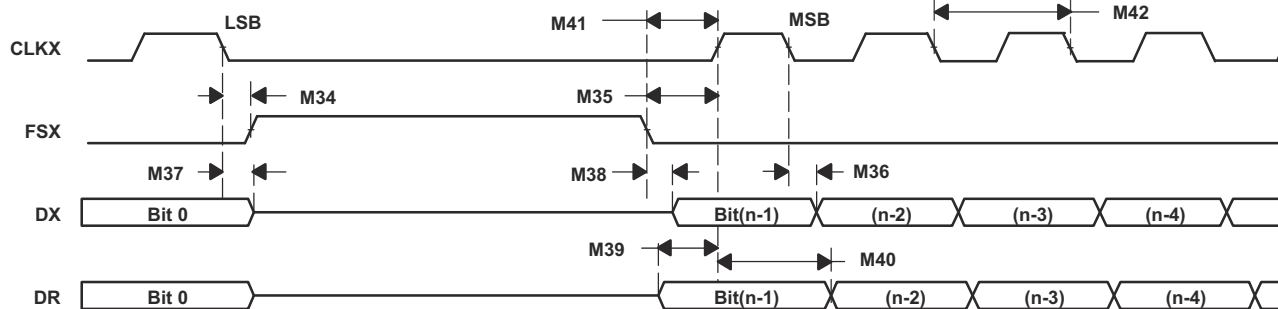 LSB
M41
MSB
M42
CLKX
M34
M35
FSX
M37
M38
M36
DX
Bit 0
Bit(n-1)
(n-2)
(n-3)
(n-4)
M39
M40
DR
Bit 0
Bit(n-1)
(n-2)
(n-3)
(n-4)